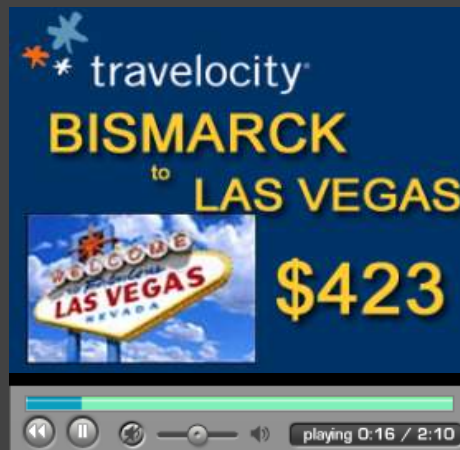 travelocity
BISMARCK
to
LAS VEGAS
$423
WELCOME
to Fabulous
LAS VEGAS
NEVADA
playing 0:16 / 2:10